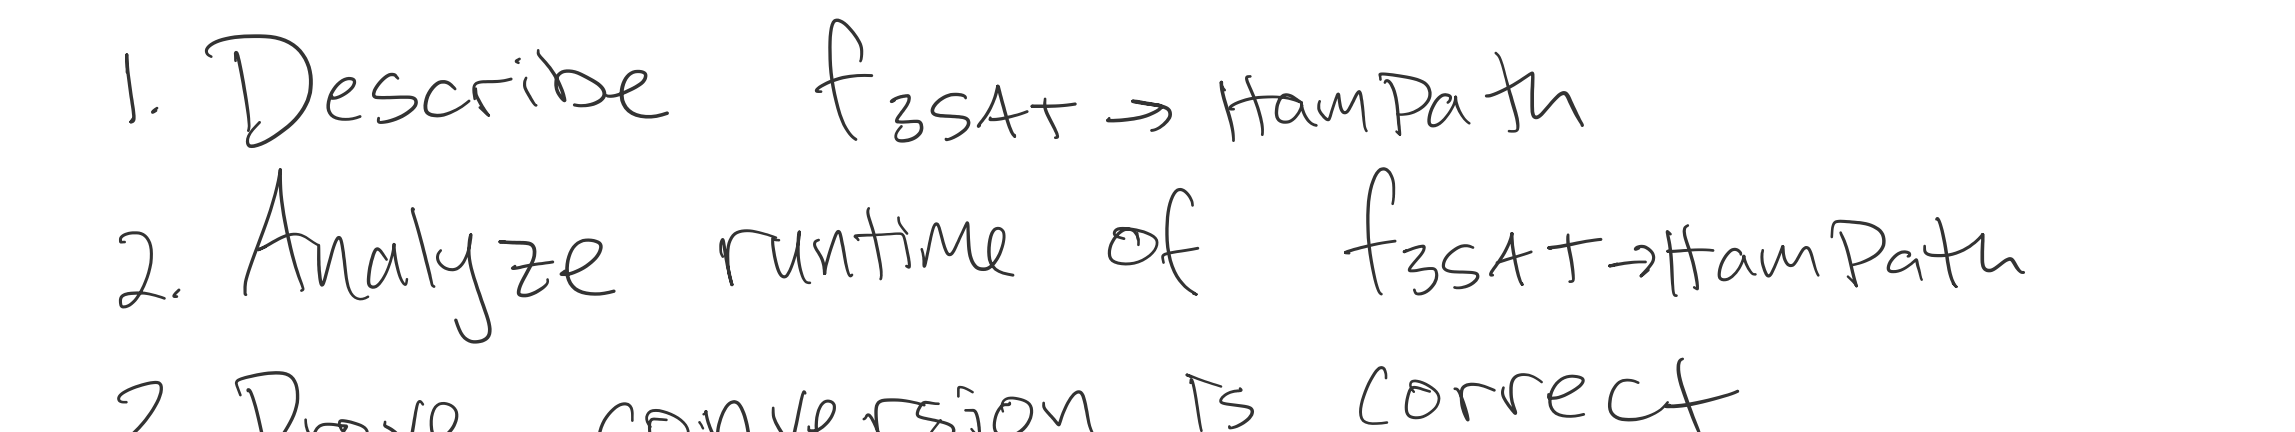 1. Describe f3SAT → HamPath
2. Analyze runtime of f3SAT→HamPath
3. Prove conversion is correct